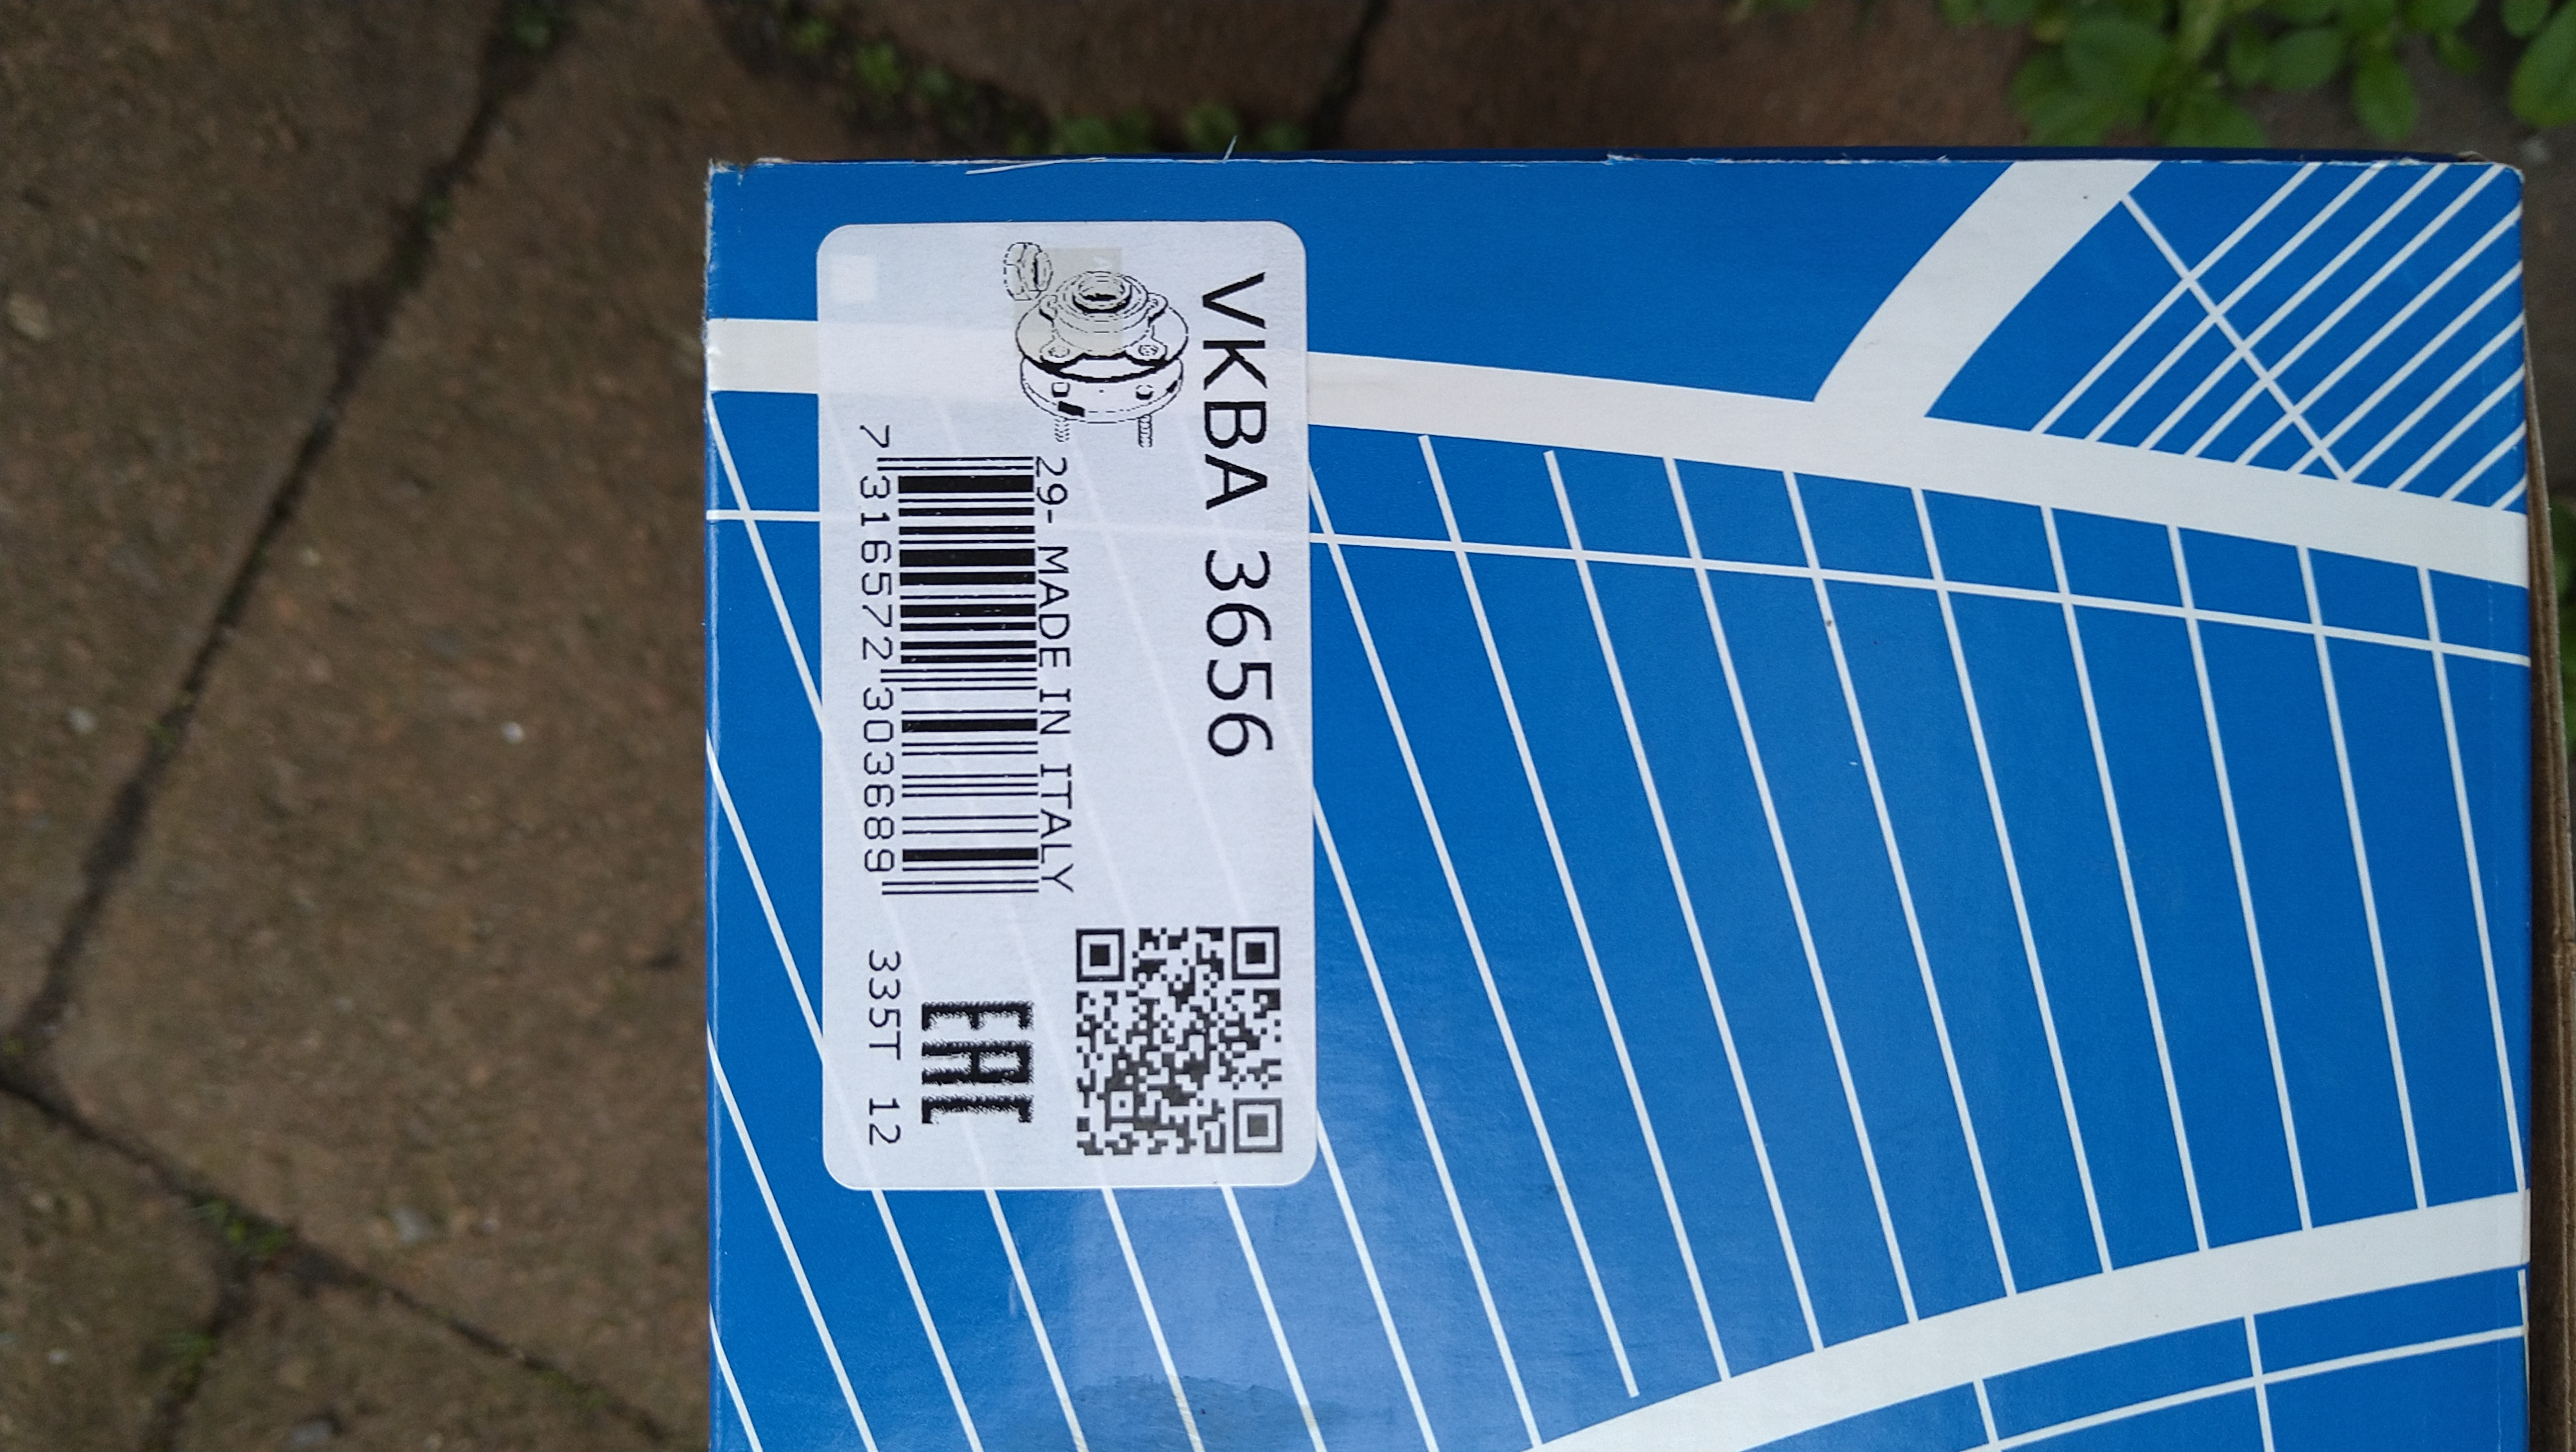 VKBA 3656
29- MADE IN ITALY
7 316572 303689
EAC
335T 12